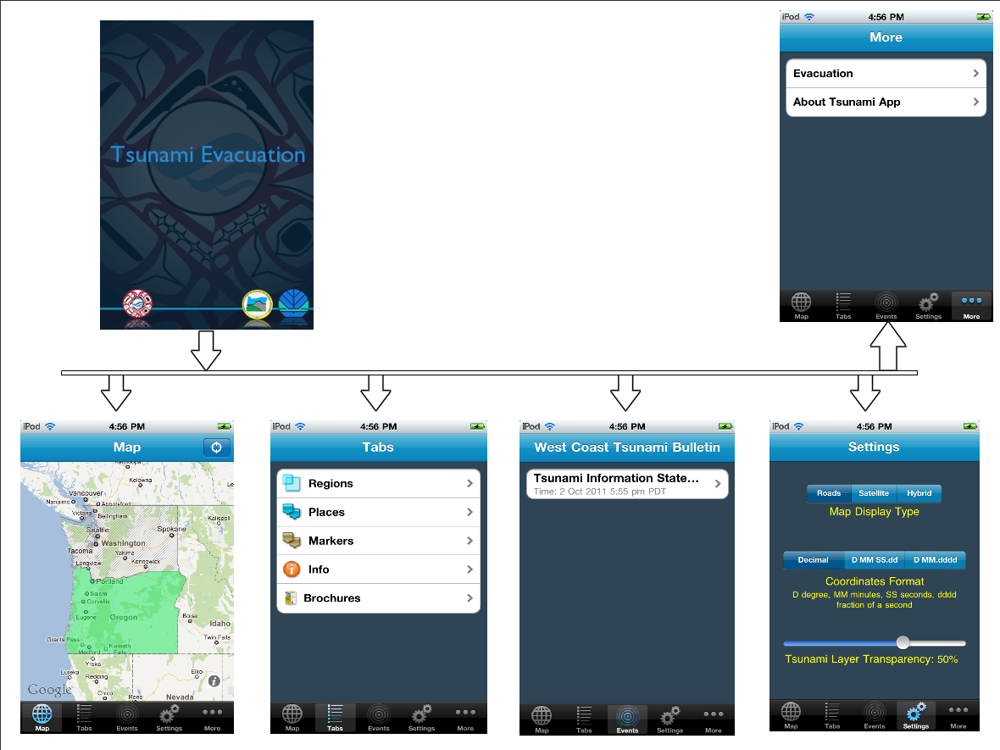 Tsunami Evacuation
iPod 4:56 PM
More
Evacuation
About Tsunami App
Map Tabs Events Settings More
iPod 4:56 PM
Map
Kamloops
Kelowna
Vancouver
Nanaimo
Abbotsford
Victoria
Bellingham
Kalispell
Seattle
Spokane
Washington
Tacoma
Yakima
Longview
Kennewick
Portland
Salem
Corvallis
Eugene
Oregon
Boise
Idaho
Grants Pass
Twin Falls
Medford
Klamath
Falls
Yreka
Eureka
Redding
Elko
Google
Chico
Reno
Nevada
Map Tabs Events Settings More
iPod 4:56 PM
Tabs
Regions
Places
Markers
Info
Brochures
Map Tabs Events Settings More
iPod 4:56 PM
West Coast Tsunami Bulletin
Tsunami Information State...
Time: 2 Oct 2011 5:55 pm PDT
Map Tabs Events Settings More
iPod 4:56 PM
Settings
Roads Satellite Hybrid
Map Display Type
Decimal D MM SS.dd D MM.dddd
Coordinates Format
D degree, MM minutes, SS seconds, dddd
fraction of a second
Tsunami Layer Transparency: 50%
Map Tabs Events Settings More